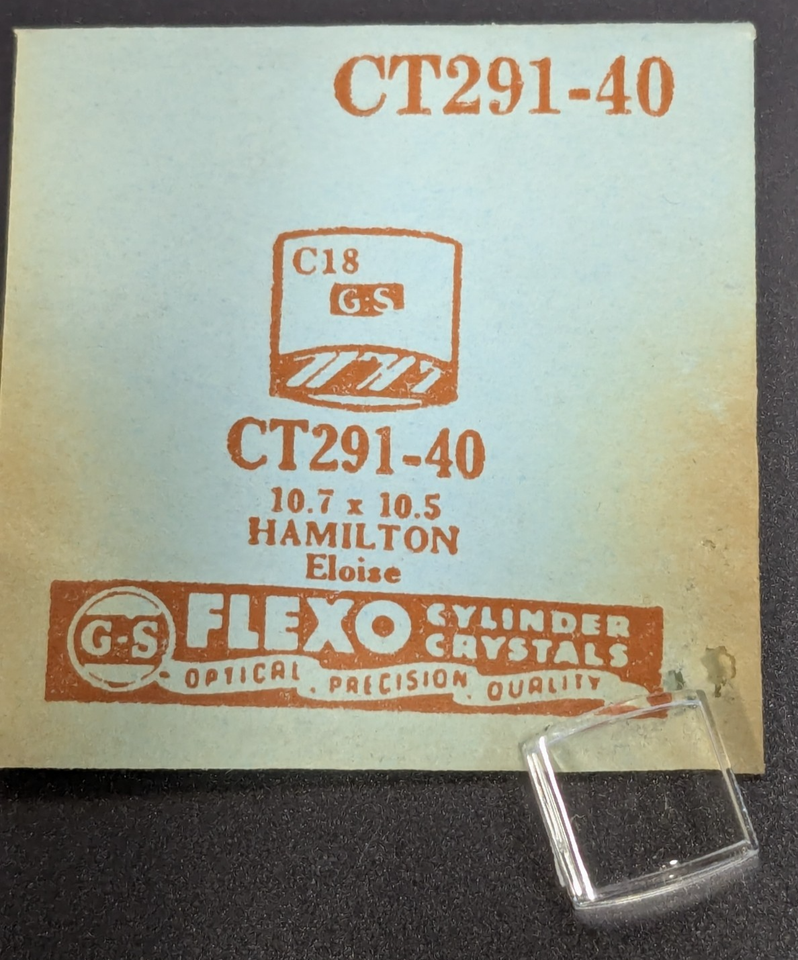 CT291-40
C18
G·S
CT291-40
10.7 x 10.5
HAMILTON
Eloise
G-S FLEXO CYLINDER
CRYSTALS
OPTICAL PRECISION QUALITY